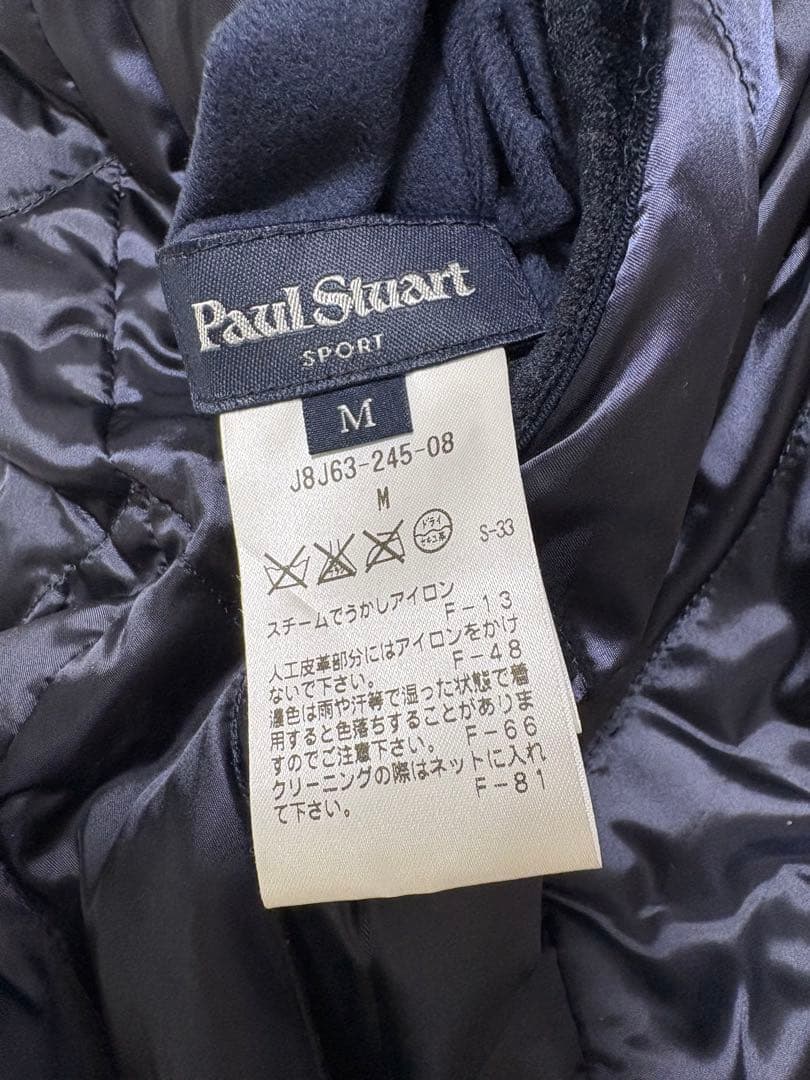 Paul Stuart
SPORT
M
J8J63-245-08
M
ドライ
セキユ系
S-33
スチームでうかしアイロン
F-13
人工皮革部分にはアイロンをかけ
ないで下さい。 F-48
濃色は雨や汗等で湿った状態で着
用すると色落ちすることがありま
すのでご注意下さい。 F-66
クリーニングの際はネットに入れ
て下さい。 F-81